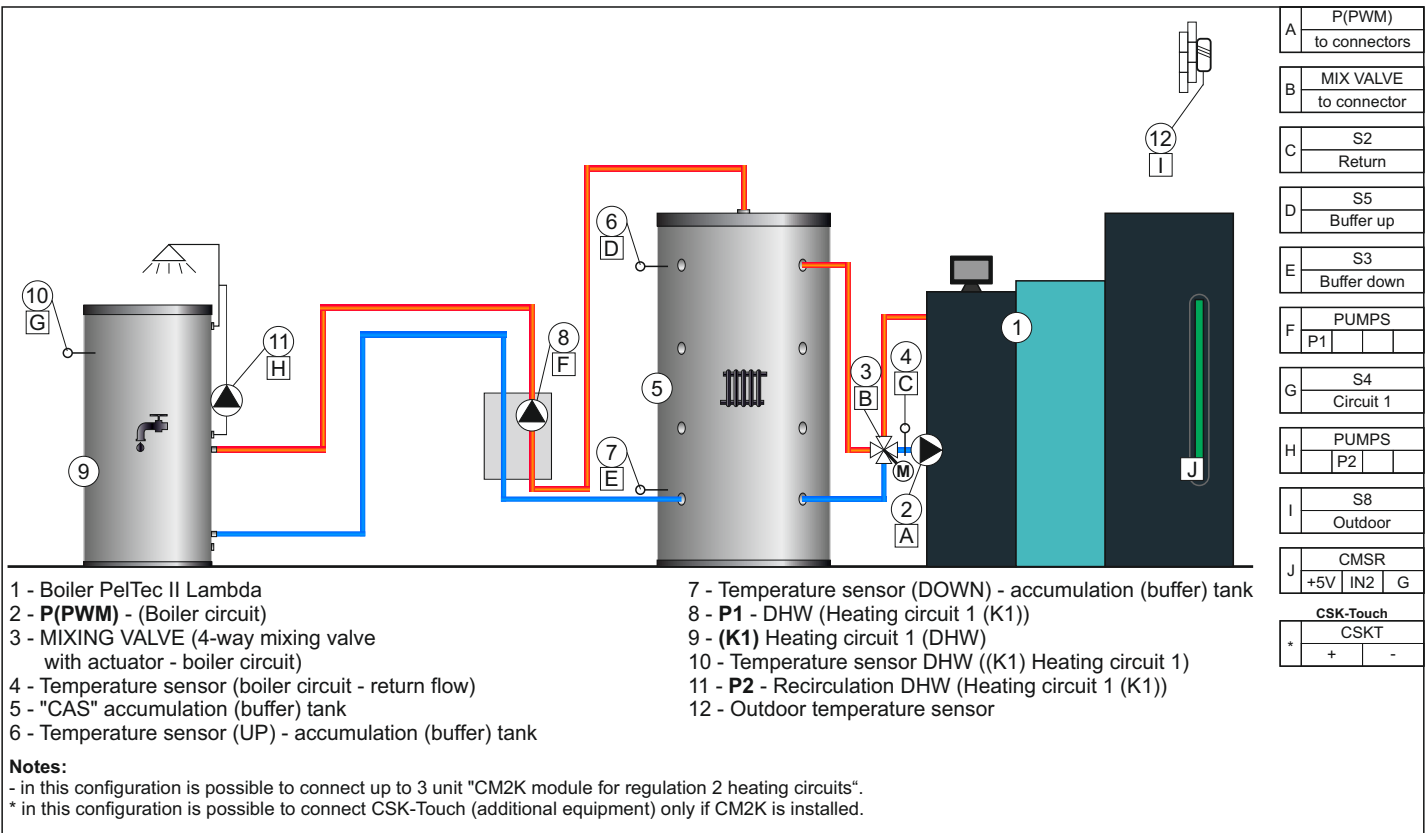 12
I
6
D
10
G
11
H
8
F
5
7
E
9
3
B
4
C
M
2
A
1
J
A
P(PWM)
to connectors
B
MIX VALVE
to connector
C
S2
Return
D
S5
Buffer up
E
S3
Buffer down
F
PUMPS
P1
G
S4
Circuit 1
H
PUMPS
P2
I
S8
Outdoor
J
CMSR
+5V IN2 G
CSK-Touch
*
CSKT
+ -
1 - Boiler PelTec II Lambda
2 - P(PWM) - (Boiler circuit)
3 - MIXING VALVE (4-way mixing valve
with actuator - boiler circuit)
4 - Temperature sensor (boiler circuit - return flow)
5 - "CAS" accumulation (buffer) tank
6 - Temperature sensor (UP) - accumulation (buffer) tank
7 - Temperature sensor (DOWN) - accumulation (buffer) tank
8 - P1 - DHW (Heating circuit 1 (K1))
9 - (K1) Heating circuit 1 (DHW)
10 - Temperature sensor DHW ((K1) Heating circuit 1)
11 - P2 - Recirculation DHW (Heating circuit 1 (K1))
12 - Outdoor temperature sensor
Notes:
- in this configuration is possible to connect up to 3 unit "CM2K module for regulation 2 heating circuits“.
* in this configuration is possible to connect CSK-Touch (additional equipment) only if CM2K is installed.